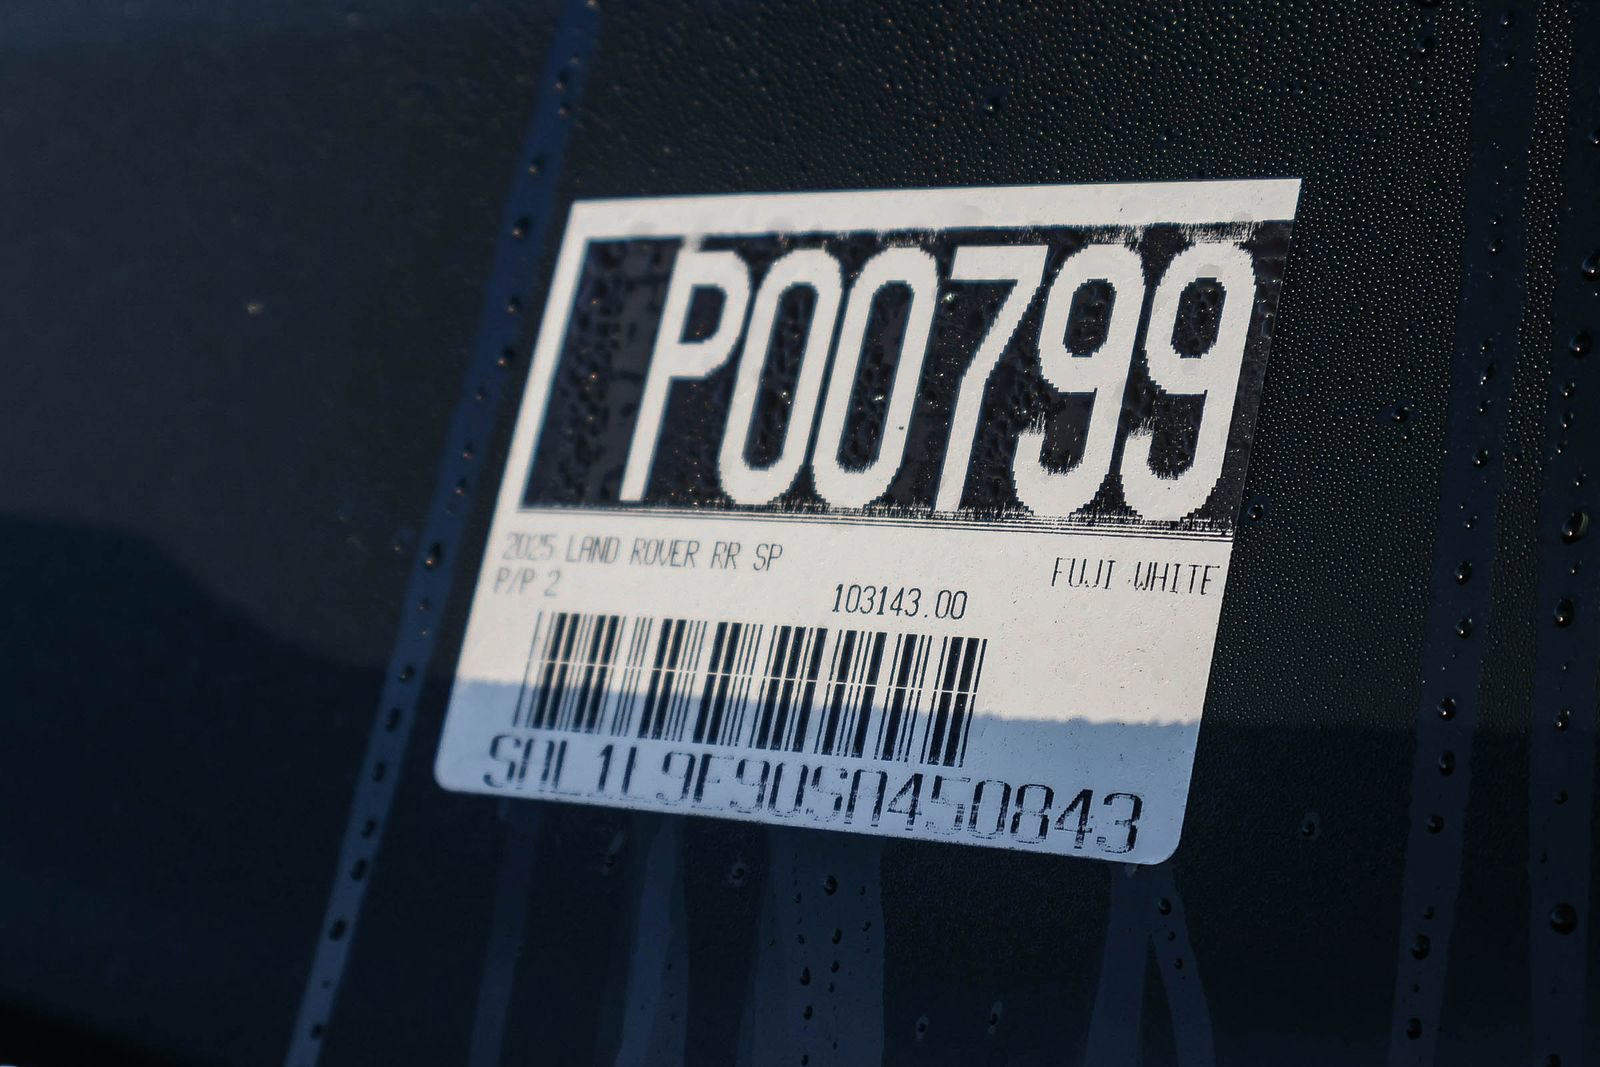 P00799
2025 LAND ROVER RR SP
FUJI WHITE
P/P 2
103143.00
SAL1L9E90SA450843